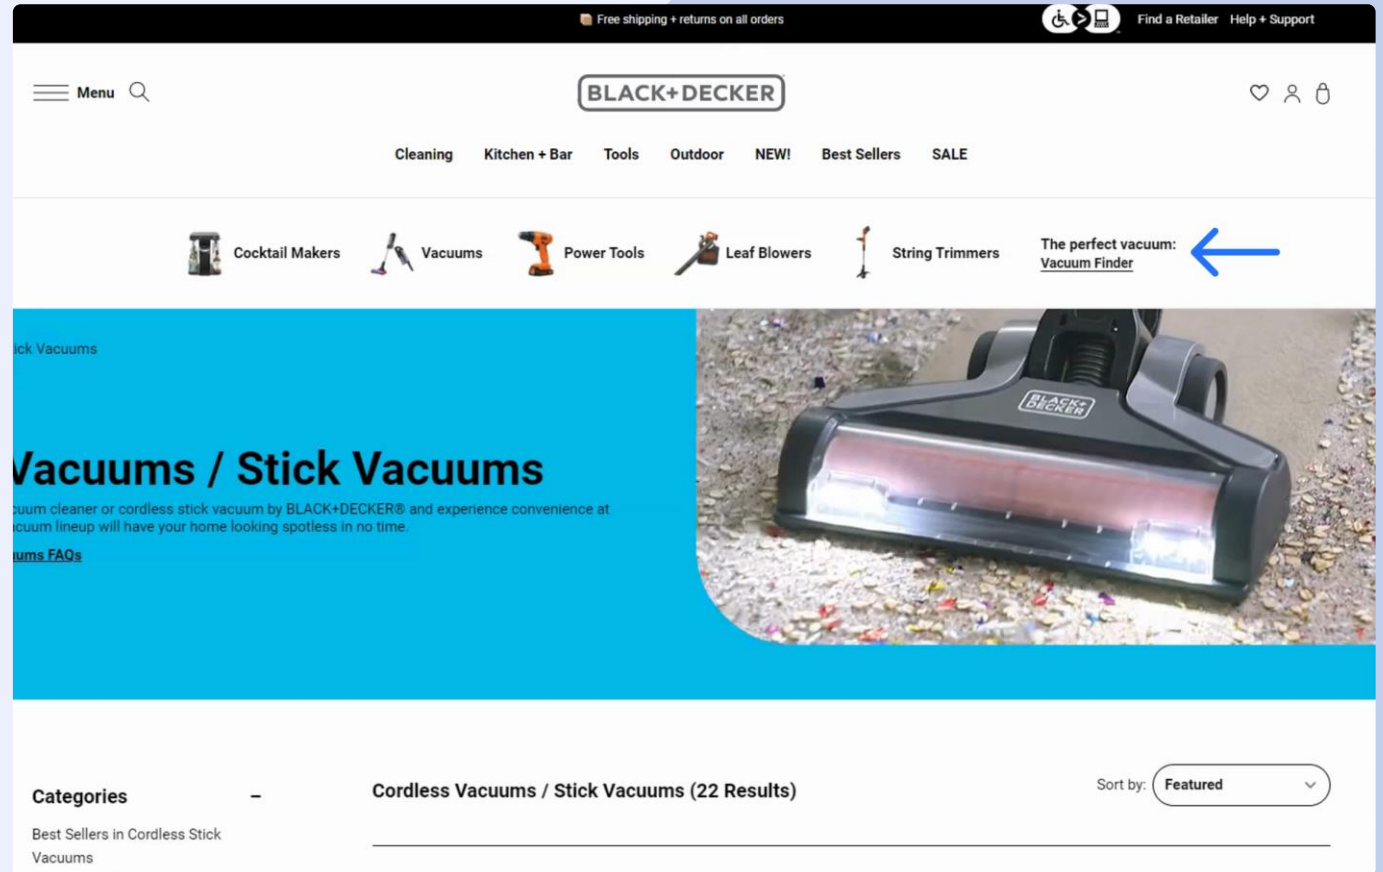 Free shipping + returns on all orders
Find a Retailer Help + Support
Menu
BLACK+DECKER
Cleaning Kitchen + Bar Tools Outdoor NEW! Best Sellers SALE
Cocktail Makers Vacuums Power Tools Leaf Blowers String Trimmers
The perfect vacuum:
Vacuum Finder
ick Vacuums
BLACK+
DECKER
Vacuums / Stick Vacuums
cuum cleaner or cordless stick vacuum by BLACK+DECKER® and experience convenience at
acuum lineup will have your home looking spotless in no time.
ums FAQs
Categories –
Cordless Vacuums / Stick Vacuums (22 Results)
Sort by: Featured
Best Sellers in Cordless Stick
Vacuums